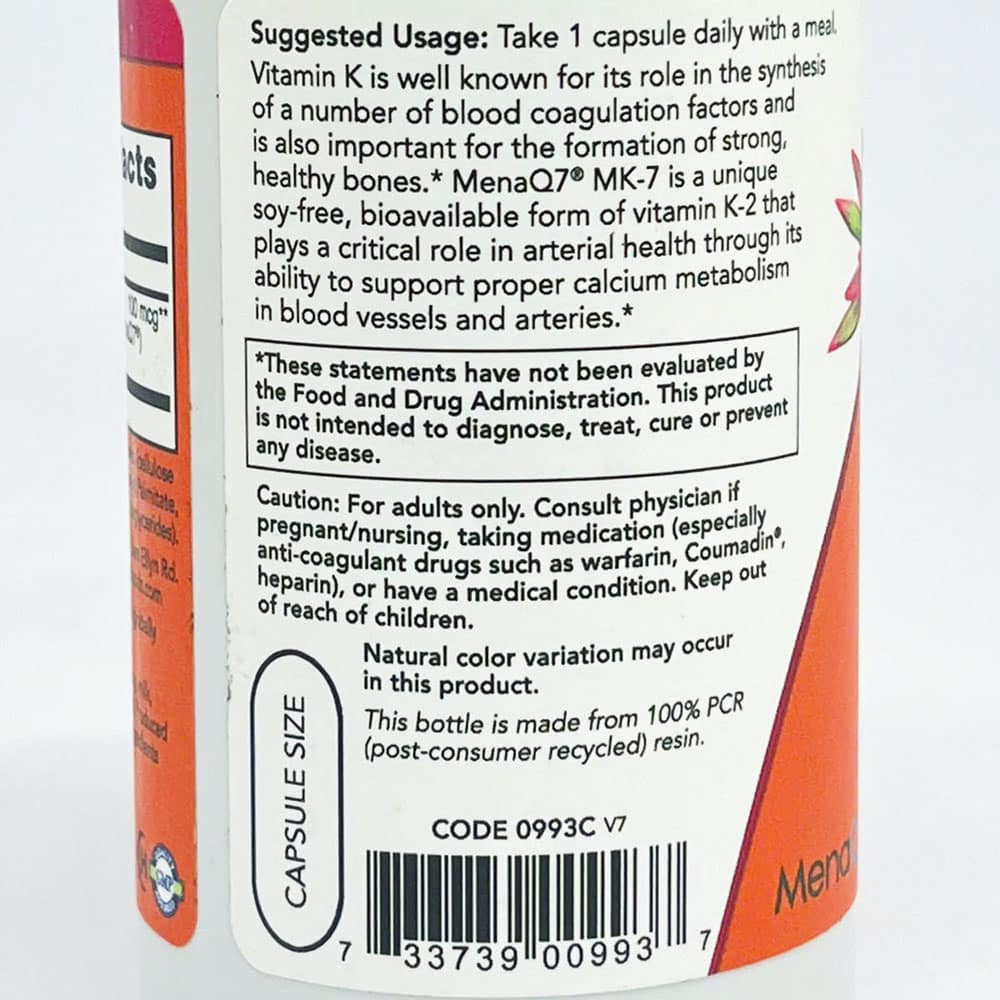 Suggested Usage: Take 1 capsule daily with a meal.
Vitamin K is well known for its role in the synthesis
of a number of blood coagulation factors and
is also important for the formation of strong,
healthy bones.* MenaQ7® MK-7 is a unique
soy-free, bioavailable form of vitamin K-2 that
plays a critical role in arterial health through its
ability to support proper calcium metabolism
in blood vessels and arteries.*
*These statements have not been evaluated by
the Food and Drug Administration. This product
is not intended to diagnose, treat, cure or prevent
any disease.
Caution: For adults only. Consult physician if
pregnant/nursing, taking medication (especially
anti-coagulant drugs such as warfarin, Coumadin®,
heparin), or have a medical condition. Keep out
of reach of children.
Natural color variation may occur
in this product.
This bottle is made from 100% PCR
(post-consumer recycled) resin.
CAPSULE SIZE
CODE 0993C V7
7 33739 00993 7
acts
100 mcg**
cellulose
Rd.
Mena
GMP